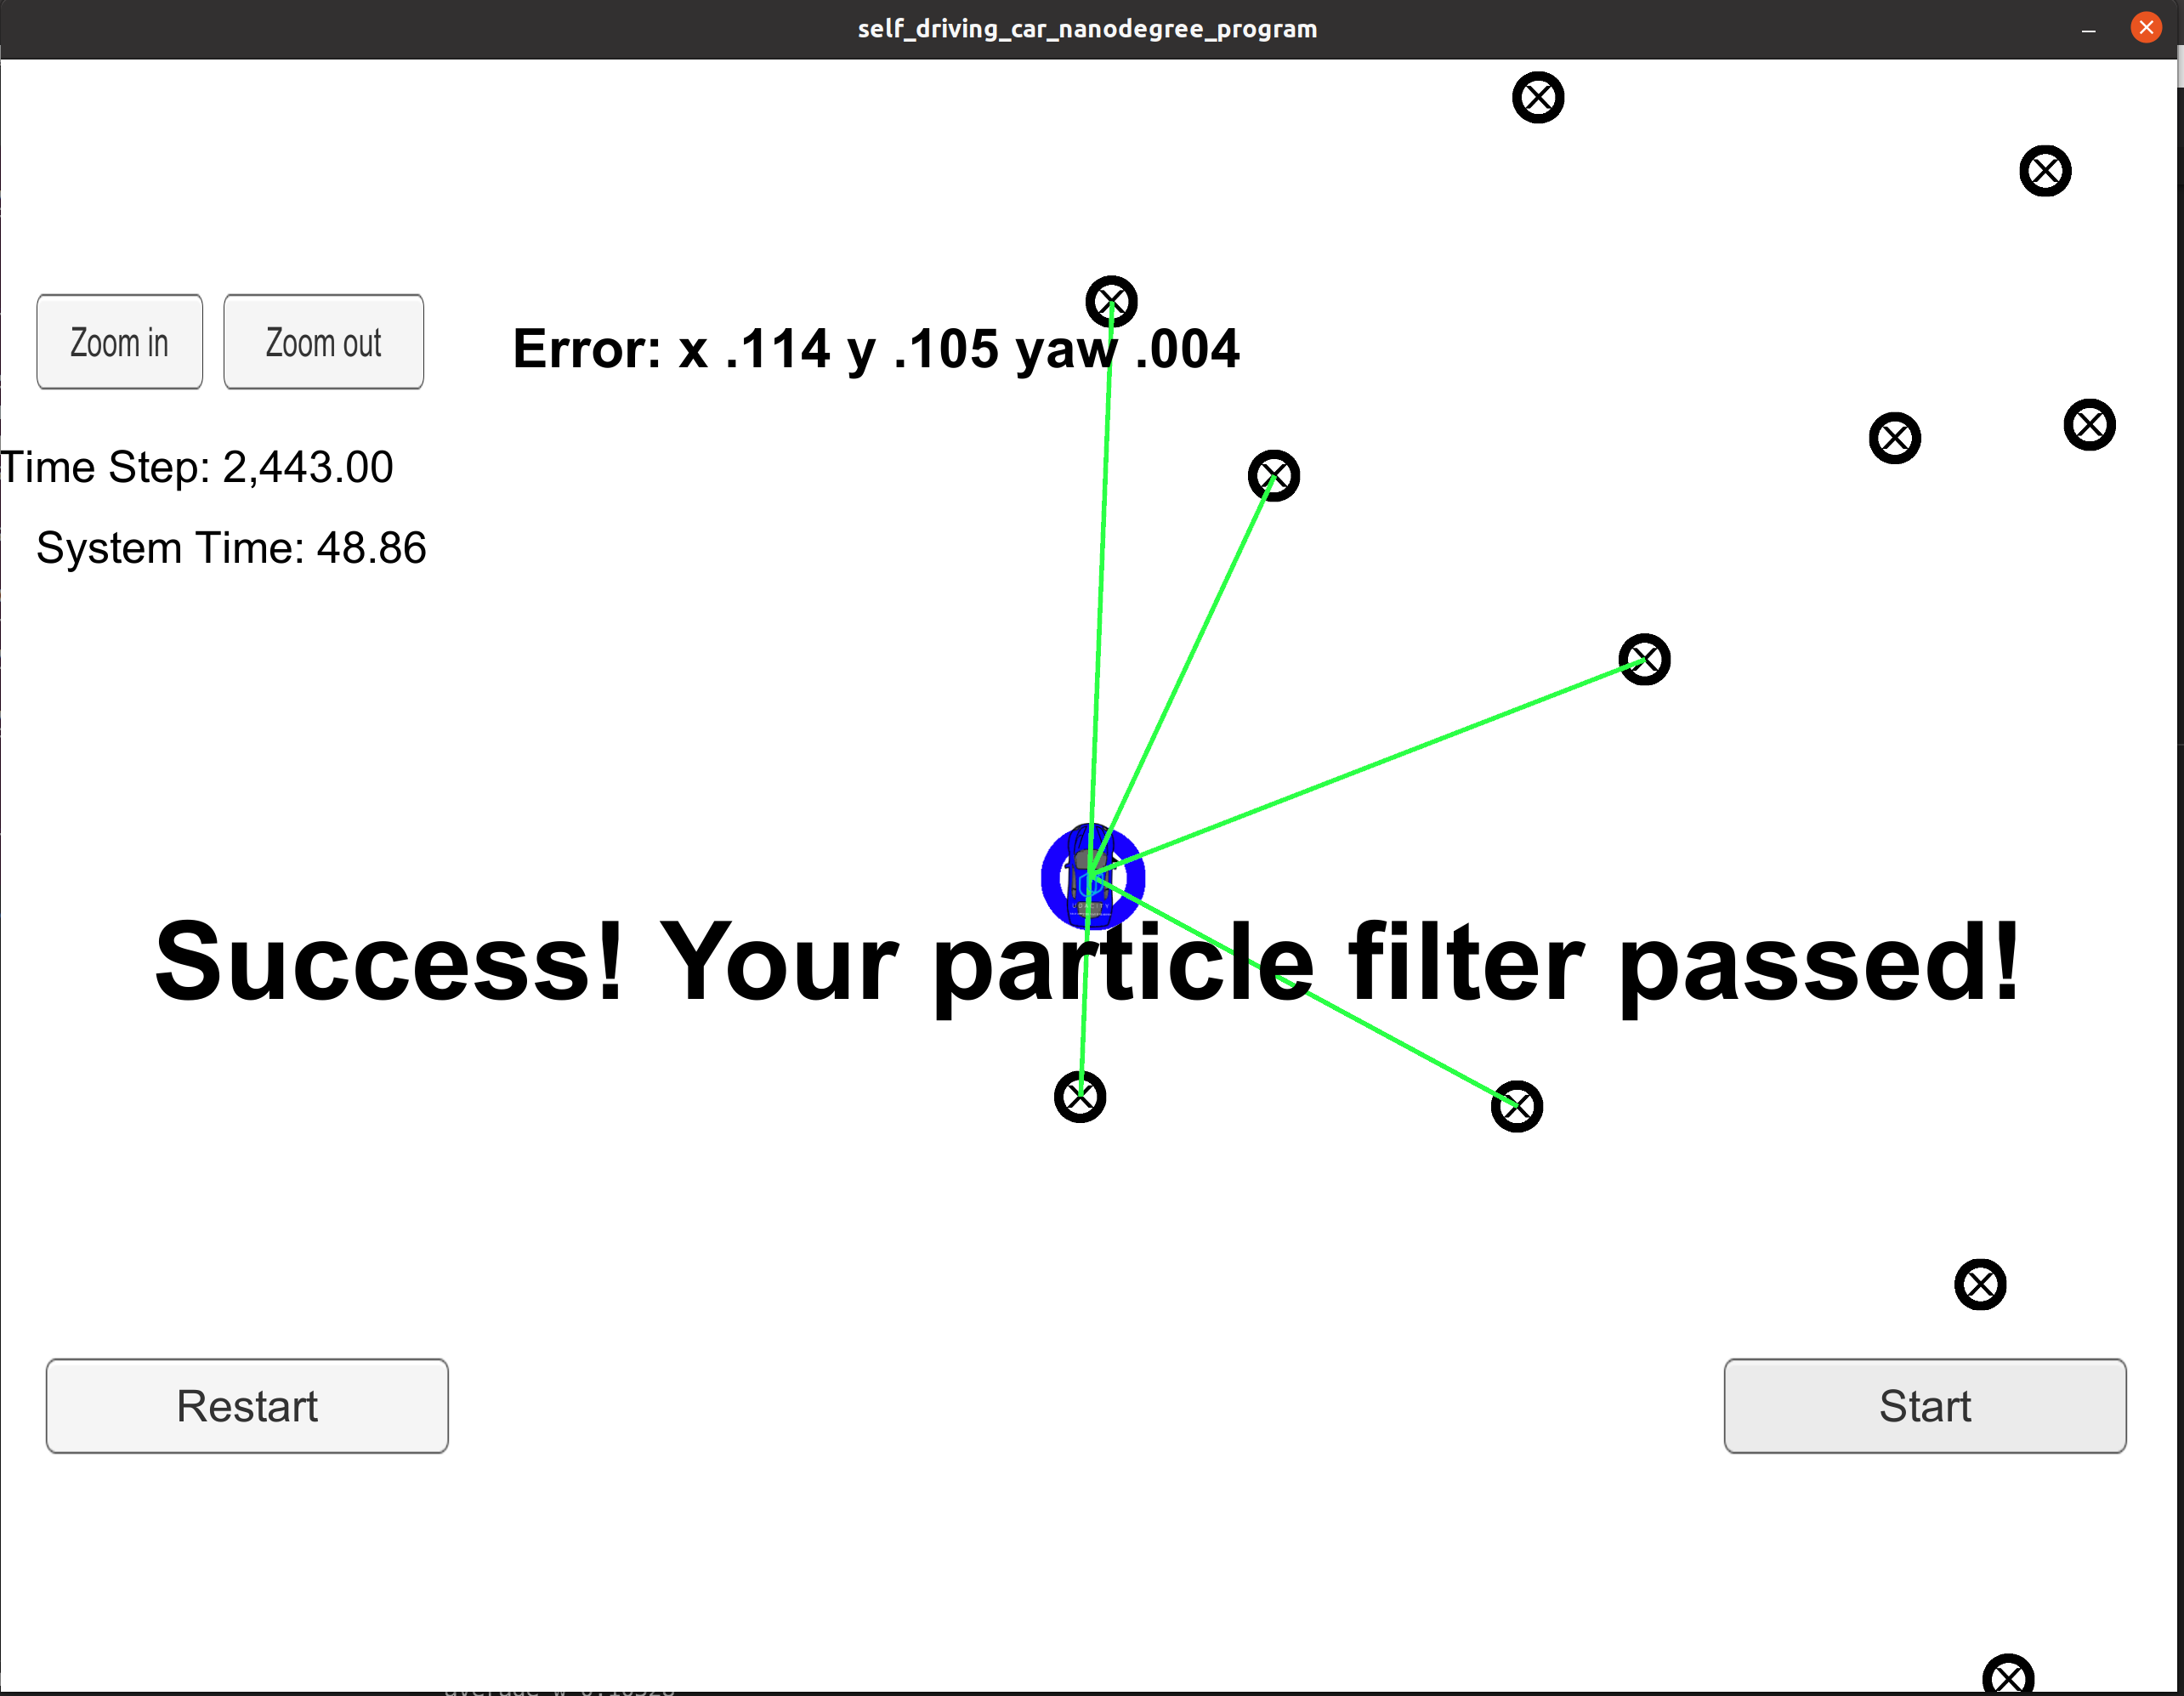 self_driving_car_nanodegree_program
Zoom in
Zoom out
Error: x .114 y .105 yaw .004
Time Step: 2,443.00
System Time: 48.86
UDACITY
Success! Your particle filter passed!
Restart
Start